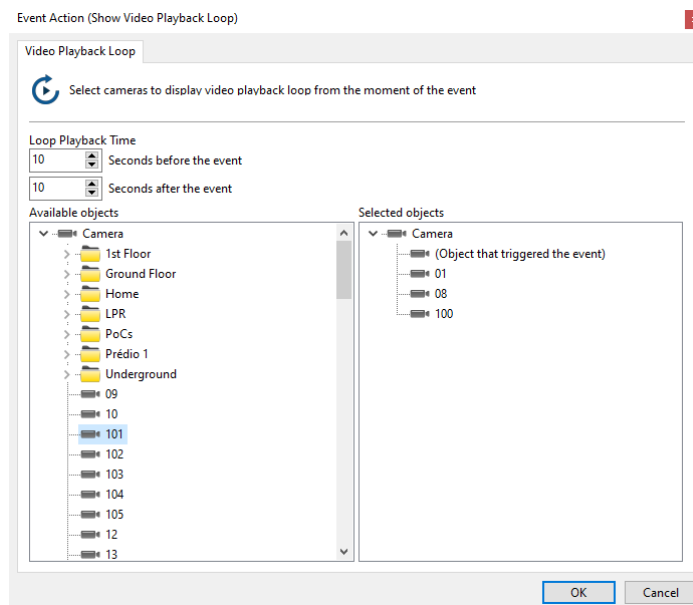 Event Action (Show Video Playback Loop)
Video Playback Loop
Select cameras to display video playback loop from the moment of the event
Loop Playback Time
10 Seconds before the event
10 Seconds after the event
Available objects
Camera
1st Floor
Ground Floor
Home
LPR
PoCs
Prédio 1
Underground
09
10
101
102
103
104
105
12
13
Selected objects
Camera
(Object that triggered the event)
01
08
100
OK Cancel